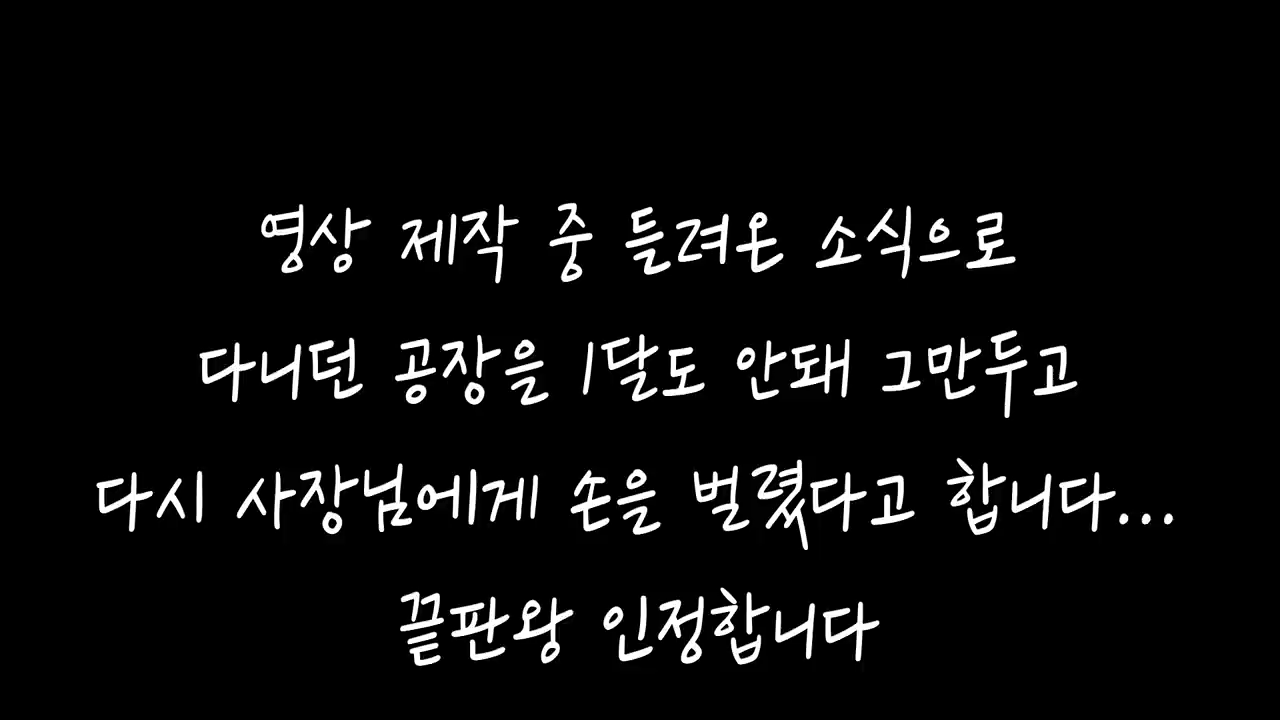 영상 제작 중 들려온 소식으로
다니던 공장을 1달도 안돼 그만두고
다시 사장님에게 손을 벌렸다고 합니다...
끝판왕 인정합니다